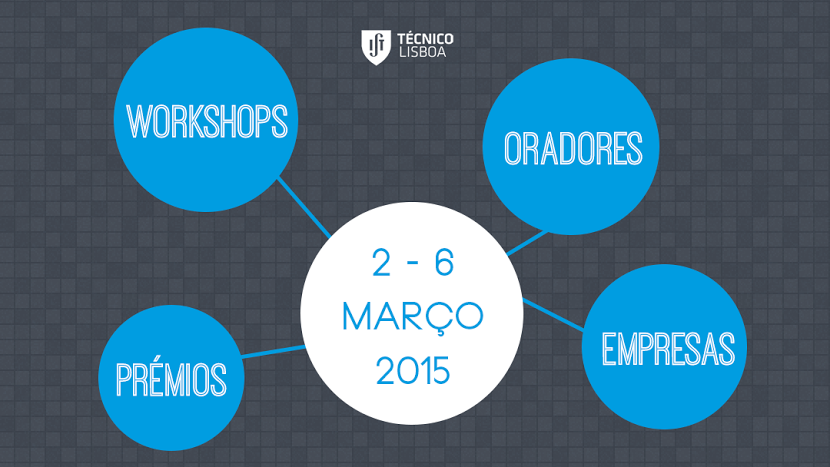 TÉCNICO
LISBOA
WORKSHOPS
ORADORES
2 - 6
MARÇO
2015
PRÉMIOS
EMPRESAS